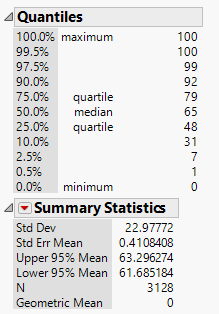 Quantiles
100.0% maximum 100
99.5% 100
97.5% 99
90.0% 92
75.0% quartile 79
50.0% median 65
25.0% quartile 48
10.0% 31
2.5% 7
0.5% 1
0.0% minimum 0
Summary Statistics
Std Dev 22.97772
Std Err Mean 0.4108408
Upper 95% Mean 63.296274
Lower 95% Mean 61.685184
N 3128
Geometric Mean 0